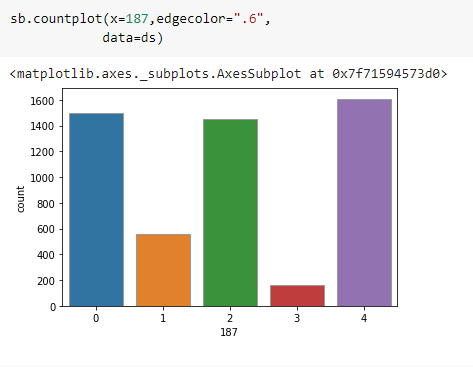 sb.countplot(x=187,edgecolor=".6",
data=ds)
<matplotlib.axes._subplots.AxesSubplot at 0x7f71594573d0>
1600
1400
1200
1000
800
600
400
200
0
count
0 1 2 3 4
187